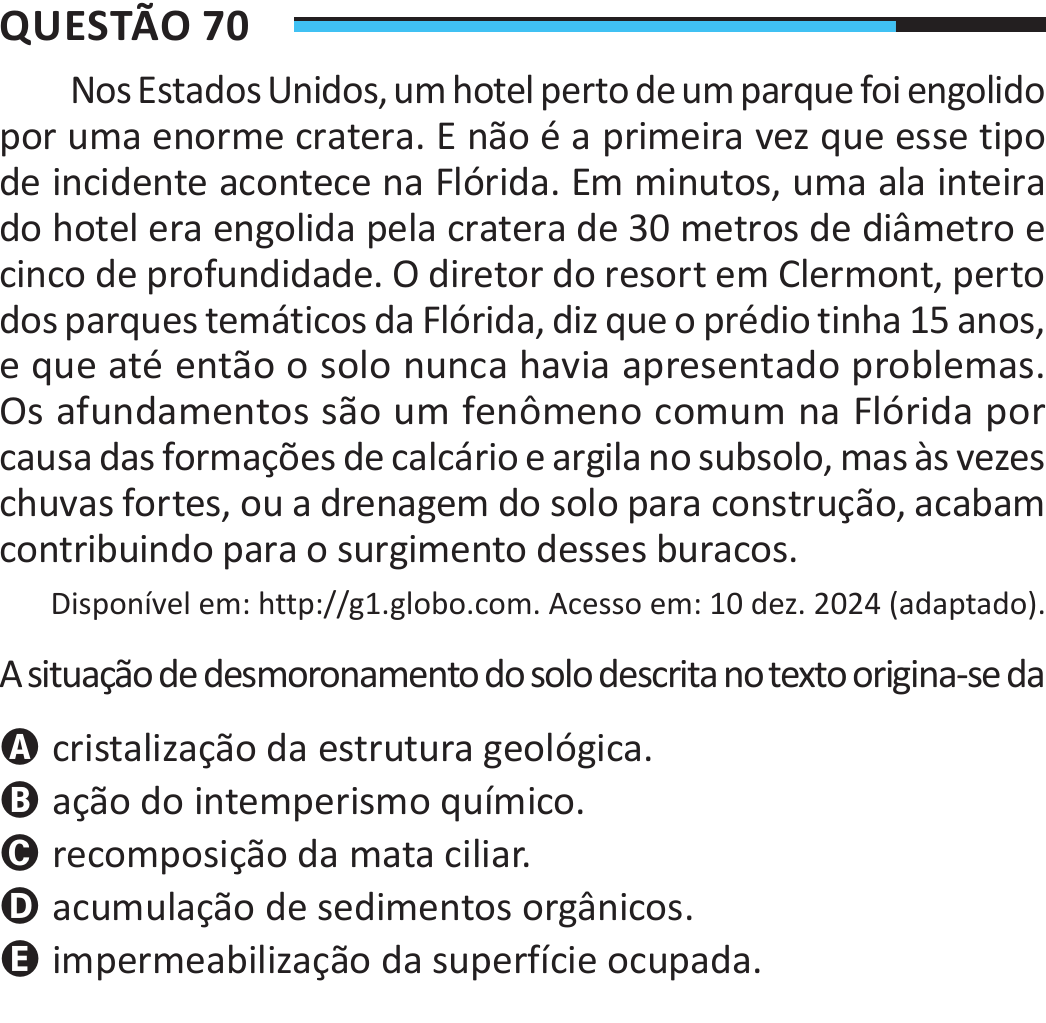 QUESTÃO 70
Nos Estados Unidos, um hotel perto de um parque foi engolido
por uma enorme cratera. E não é a primeira vez que esse tipo
de incidente acontece na Flórida. Em minutos, uma ala inteira
do hotel era engolida pela cratera de 30 metros de diâmetro e
cinco de profundidade. O diretor do resort em Clermont, perto
dos parques temáticos da Flórida, diz que o prédio tinha 15 anos,
e que até então o solo nunca havia apresentado problemas.
Os afundamentos são um fenômeno comum na Flórida por
causa das formações de calcário e argila no subsolo, mas às vezes
chuvas fortes, ou a drenagem do solo para construção, acabam
contribuindo para o surgimento desses buracos.
Disponível em: http://g1.globo.com. Acesso em: 10 dez. 2024 (adaptado).
A situação de desmoronamento do solo descrita no texto origina-se da
A cristalização da estrutura geológica.
B ação do intemperismo químico.
C recomposição da mata ciliar.
D acumulação de sedimentos orgânicos.
E impermeabilização da superfície ocupada.